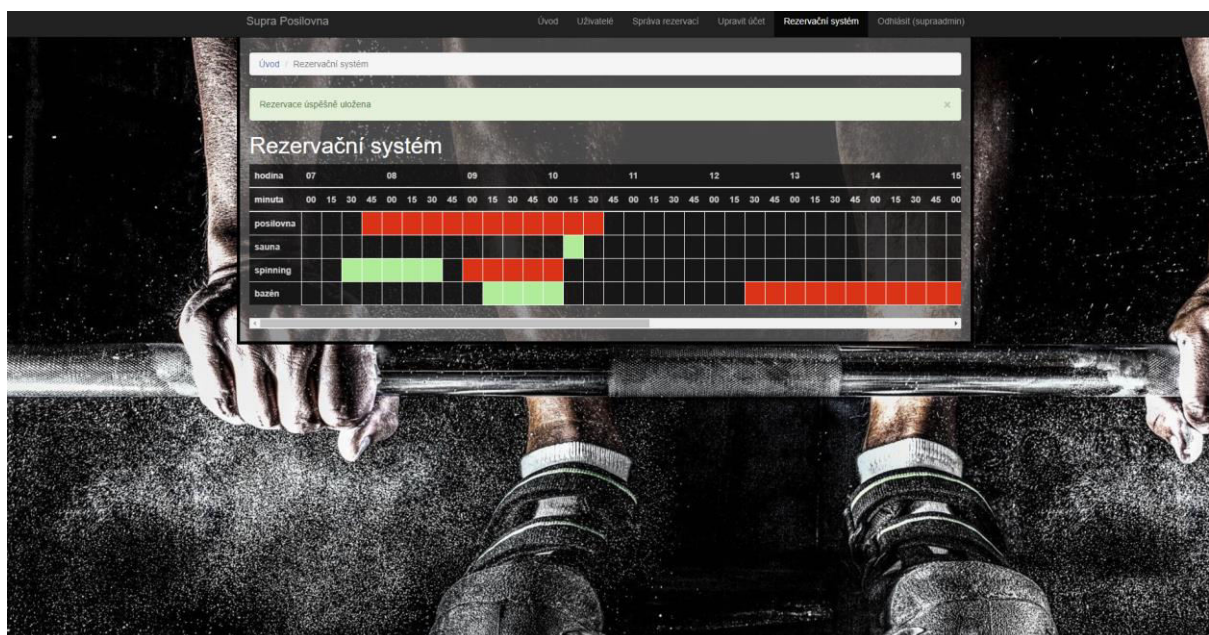 Supra Posilovna Úvod Uživatelé Správa rezervací Upravit účet Rezervační systém Odhlásit (supraadmin)
Úvod / Rezervační systém
Rezervace úspěšně uložena ×
Rezervační systém
hodina 07 08 09 10 11 12 13 14 15
minuta 00 15 30 45 00 15 30 45 00 15 30 45 00 15 30 45 00 15 30 45 00 15 30 45 00 15 30 45 00 15 30 45 00
posilovna
sauna
spinning
bazén